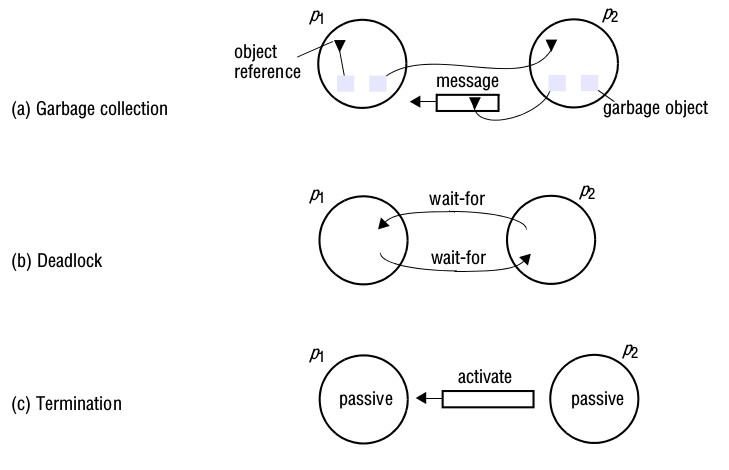 p1
p2
object
reference
message
(a) Garbage collection
garbage object
p1
p2
wait-for
wait-for
(b) Deadlock
p1
p2
activate
passive
passive
(c) Termination